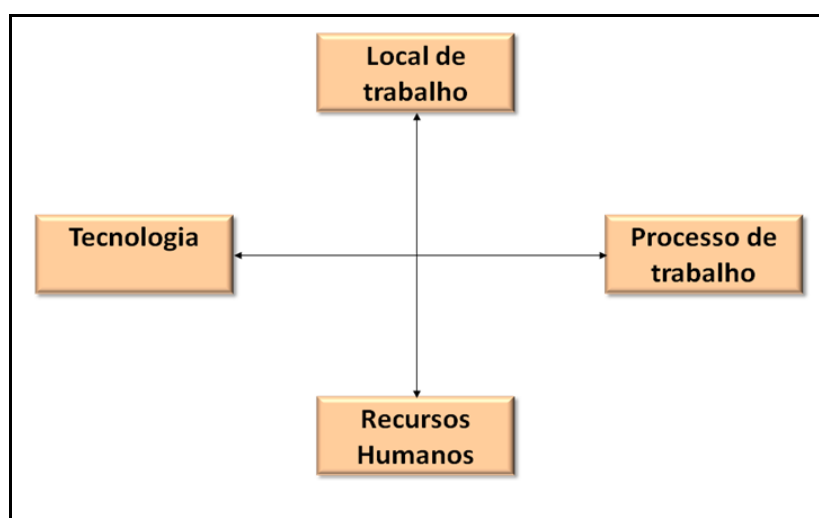 Local de
trabalho
Tecnologia
Processo de
trabalho
Recursos
Humanos